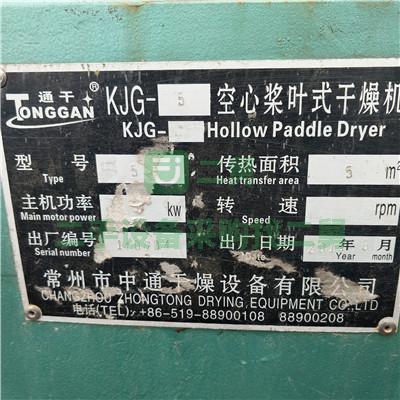 通干®
TONGGAN
KJG-5 空心桨叶式干燥机
KJG- Hollow Paddle Dryer
型号 5 传热面积 5 m²
Type Heat transfer area
主机功率 kw 转速 rpm
Main motor power Speed
出厂编号 出厂日期 年 月
Serial number Date Year month
常州市中通干燥设备有限公司
CHANGZHOU ZHONGTONG DRYING EQUIPMENT CO.,LTD
电话(TEL):+86-519-88900108 88900208